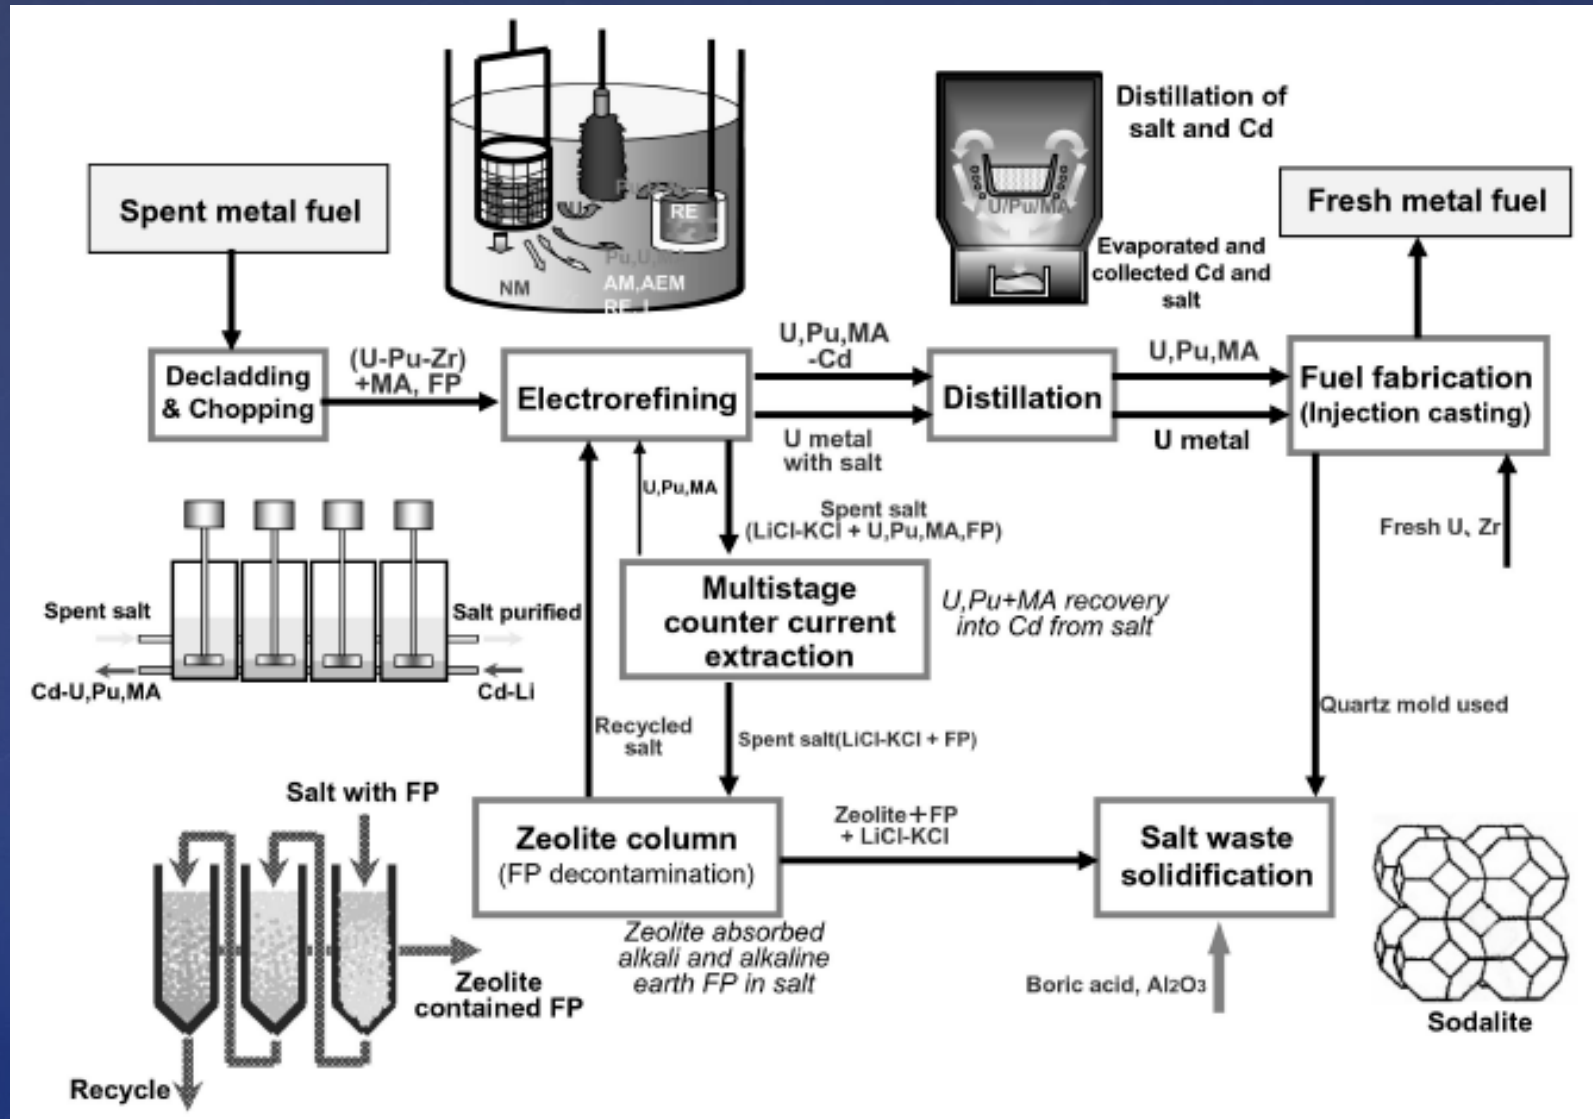 Distillation of
salt and Cd
Spent metal fuel
Fresh metal fuel
U
RE
U/Pu/MA
Pu,U,MA
NM
AM,AEM
Evaporated and
collected Cd and
salt
Decladding
& Chopping
(U-Pu-Zr)
+MA, FP
Electrorefining
U,Pu,MA
-Cd
U metal
with salt
Distillation
U,Pu,MA
U metal
Fuel fabrication
(Injection casting)
U,Pu,MA
Spent salt
(LiCl-KCl + U,Pu,MA,FP)
Fresh U, Zr
Spent salt
Salt purified
Cd-U,Pu,MA
Cd-Li
Multistage
counter current
extraction
U,Pu+MA recovery
into Cd from salt
Recycled
salt
Spent salt(LiCl-KCl + FP)
Quartz mold used
Salt with FP
Zeolite column
(FP decontamination)
Zeolite+FP
+ LiCl-KCl
Salt waste
solidification
Zeolite absorbed
alkali and alkaline
earth FP in salt
Zeolite
contained FP
Boric acid, Al2O3
Sodalite
Recycle